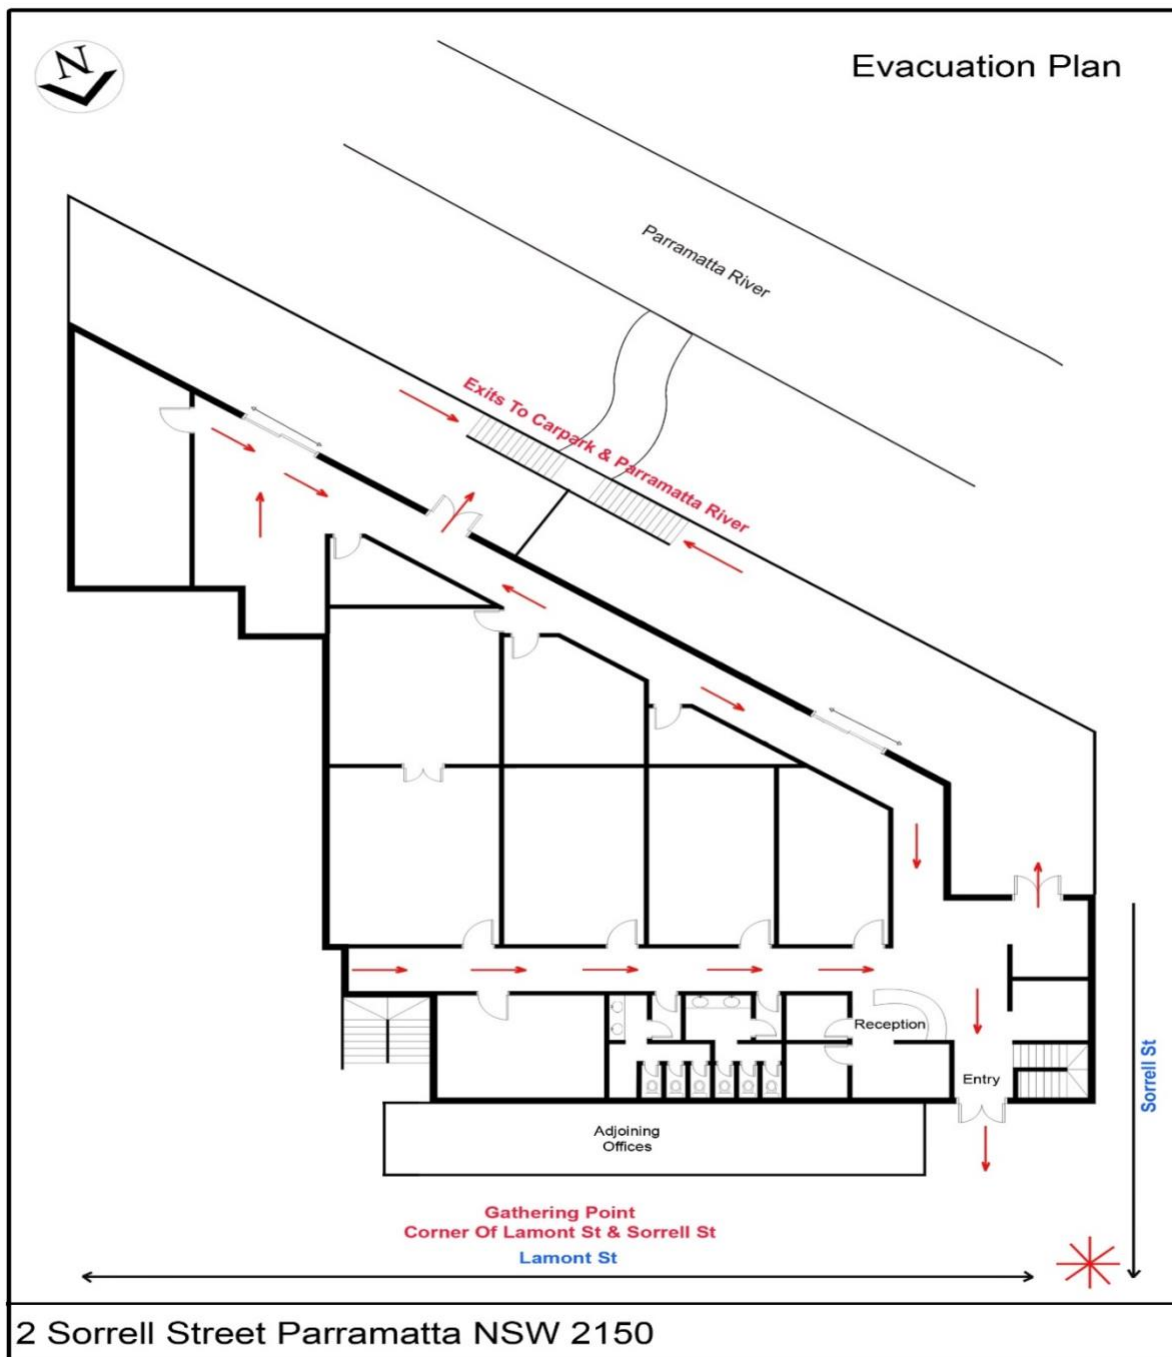 N
Evacuation Plan
Parramatta River
Exits To Carpark & Parramatta River
Reception
Entry
Sorrell St
Adjoining
Offices
Gathering Point
Corner Of Lamont St & Sorrell St
Lamont St
2 Sorrell Street Parramatta NSW 2150